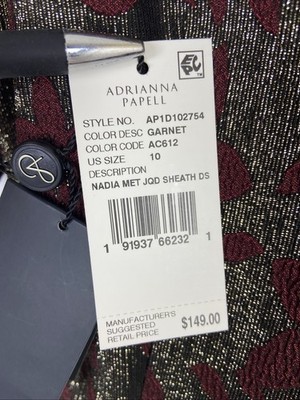 ADRIANNA
PAPELL
STYLE NO. AP1D102754
COLOR DESC GARNET
COLOR CODE AC612
US SIZE 10
DESCRIPTION
NADIA MET JQD SHEATH DS
1 91937 66232 1
MANUFACTURER'S
SUGGESTED
RETAIL PRICE $149.00